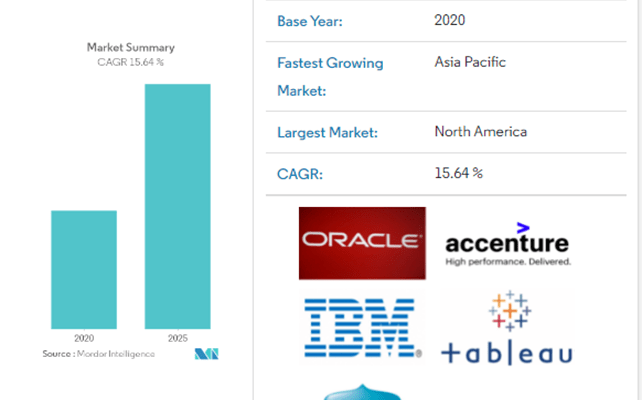 Market Summary
CAGR 15.64 %
2020
2025
Source : Mordor Intelligence
Base Year:
2020
Fastest Growing Market:
Asia Pacific
Largest Market:
North America
CAGR:
15.64 %
ORACLE
accenture
High performance. Delivered.
IBM®
+ableau